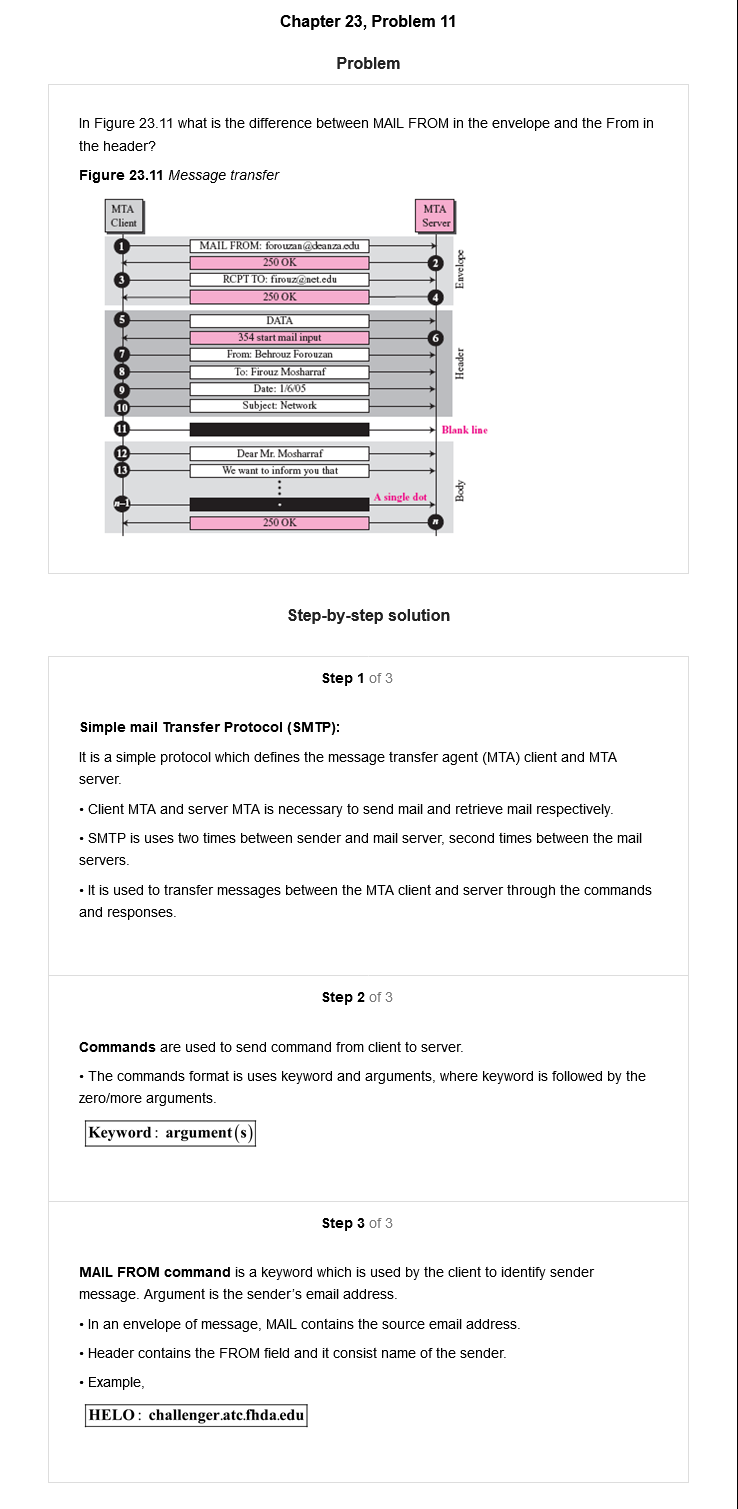 Chapter 23, Problem 11
Problem
In Figure 23.11 what is the difference between MAIL FROM in the envelope and the From in
the header?
Figure 23.11 Message transfer
MTA
Client
MTA
Server
1
MAIL FROM: forouzan@deanza.edu
250 OK
2
3
RCPT TO: firouz@net.edu
250 OK
4
Envelope
5
DATA
354 start mail input
6
7
From: Behrouz Forouzan
8
To: Firouz Mosharraf
9
Date: 1/6/05
10
Subject: Network
Header
11
Blank line
12
Dear Mr. Mosharraf
13
We want to inform you that
n–1
A single dot
250 OK
n
Body
Step-by-step solution
Step 1 of 3
Simple mail Transfer Protocol (SMTP):
It is a simple protocol which defines the message transfer agent (MTA) client and MTA
server.
• Client MTA and server MTA is necessary to send mail and retrieve mail respectively.
• SMTP is uses two times between sender and mail server, second times between the mail
servers.
• It is used to transfer messages between the MTA client and server through the commands
and responses.
Step 2 of 3
Commands are used to send command from client to server.
• The commands format is uses keyword and arguments, where keyword is followed by the
zero/more arguments.
Keyword : argument(s)
Step 3 of 3
MAIL FROM command is a keyword which is used by the client to identify sender
message. Argument is the sender's email address.
• In an envelope of message, MAIL contains the source email address.
• Header contains the FROM field and it consist name of the sender.
• Example,
HELO : challenger.atc.fhda.edu